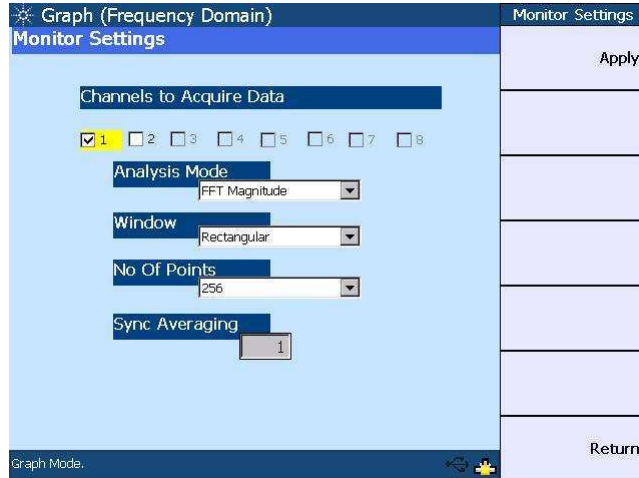 Graph (Frequency Domain)
Monitor Settings
Monitor Settings
Apply
Channels to Acquire Data
1 2 3 4 5 6 7 8
Analysis Mode
FFT Magnitude
Window
Rectangular
No Of Points
256
Sync Averaging
1
Return
Graph Mode.